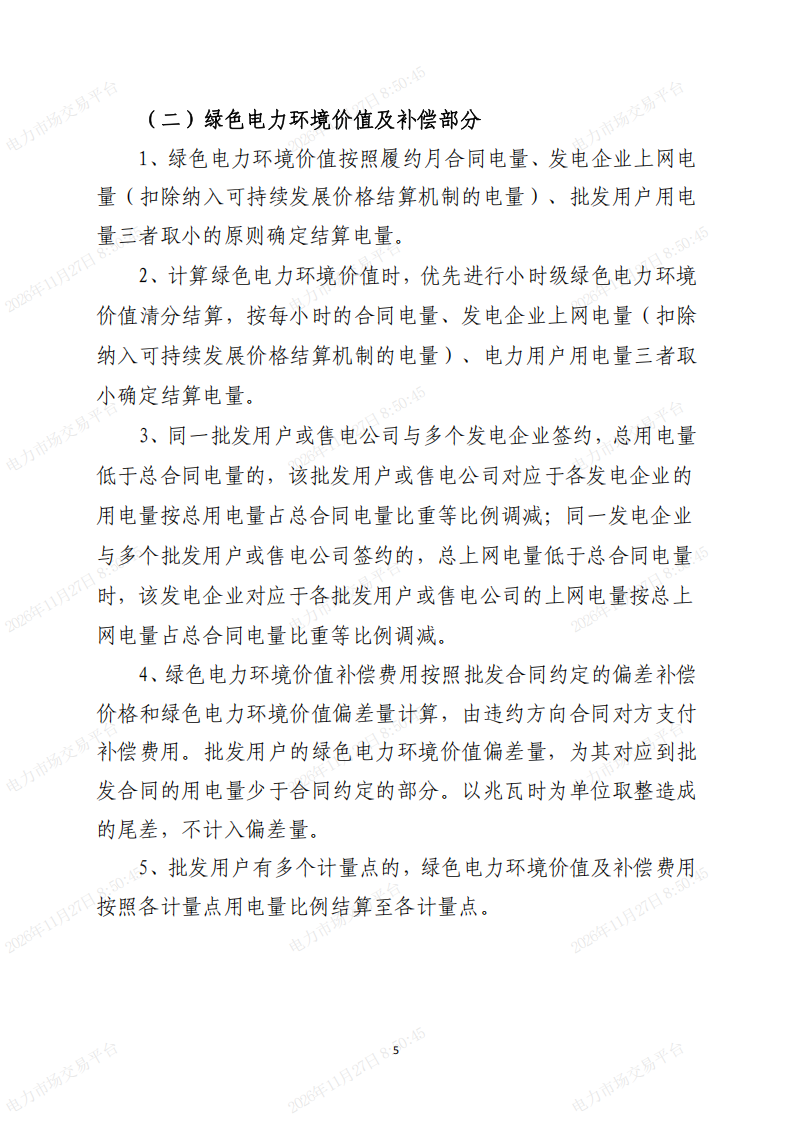 （二）绿色电力环境价值及补偿部分
1、绿色电力环境价值按照履约月合同电量、发电企业上网电
量（扣除纳入可持续发展价格结算机制的电量）、批发用户用电
量三者取小的原则确定结算电量。
2、计算绿色电力环境价值时，优先进行小时级绿色电力环境
价值清分结算，按每小时的合同电量、发电企业上网电量（扣除
纳入可持续发展价格结算机制的电量）、电力用户用电量三者取
小确定结算电量。
3、同一批发用户或售电公司与多个发电企业签约，总用电量
低于总合同电量的，该批发用户或售电公司对应于各发电企业的
用电量按总用电量占总合同电量比重等比例调减；同一发电企业
与多个批发用户或售电公司签约的，总上网电量低于总合同电量
时，该发电企业对应于各批发用户或售电公司的上网电量按总上
网电量占总合同电量比重等比例调减。
4、绿色电力环境价值补偿费用按照批发合同约定的偏差补偿
价格和绿色电力环境价值偏差量计算，由违约方向合同对方支付
补偿费用。批发用户的绿色电力环境价值偏差量，为其对应到批
发合同的用电量少于合同约定的部分。以兆瓦时为单位取整造成
的尾差，不计入偏差量。
5、批发用户有多个计量点的，绿色电力环境价值及补偿费用
按照各计量点用电量比例结算至各计量点。
5
电力市场交易平台
2026年11月27日 8:50:45